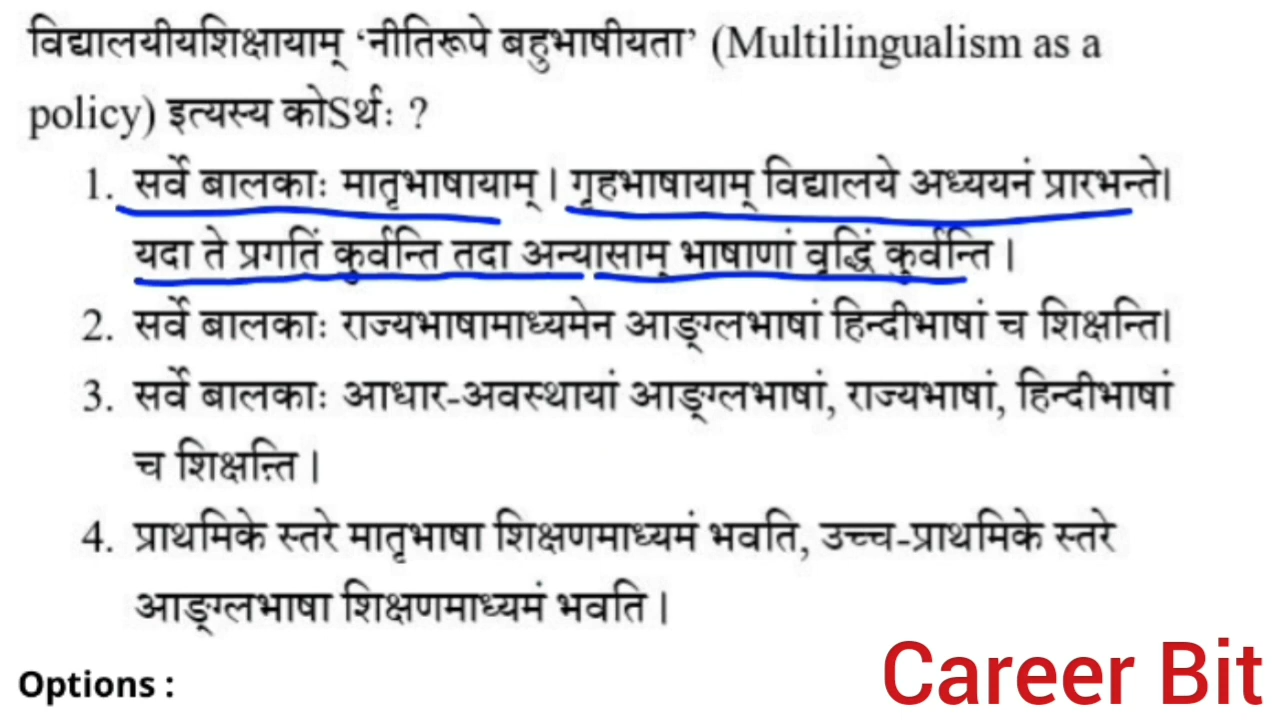 विद्यालयीयशिक्षायाम् ‘नीतिरूपे बहुभाषीयता’ (Multilingualism as a
policy) इत्यस्य कोSर्थः ?
1. सर्वे बालकाः मातृभाषायाम् | गृहभाषायाम् विद्यालये अध्ययनं प्रारभन्ते।
यदा ते प्रगतिं कुर्वन्ति तदा अन्यासाम् भाषाणां वृद्धिं कुर्वन्ति |
2. सर्वे बालकाः राज्यभाषामाध्यमेन आङ्ग्लभाषां हिन्दीभाषां च शिक्षन्ति।
3. सर्वे बालकाः आधार-अवस्थायां आङ्ग्लभाषां, राज्यभाषां, हिन्दीभाषां
च शिक्षन्ति |
4. प्राथमिके स्तरे मातृभाषा शिक्षणमाध्यमं भवति, उच्च-प्राथमिके स्तरे
आङ्ग्लभाषा शिक्षणमाध्यमं भवति |
Options :
Career Bit